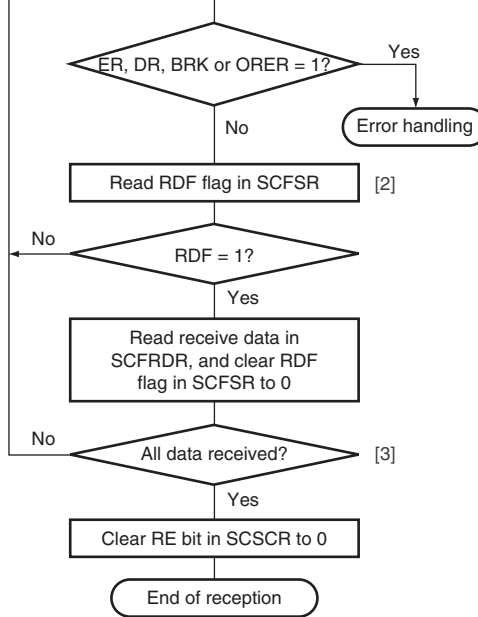 ER, DR, BRK or ORER = 1?
Yes
Error handling
No
Read RDF flag in SCFSR
[2]
No
RDF = 1?
Yes
Read receive data in
SCFRDR, and clear RDF
flag in SCFSR to 0
No
All data received?
[3]
Yes
Clear RE bit in SCSCR to 0
End of reception